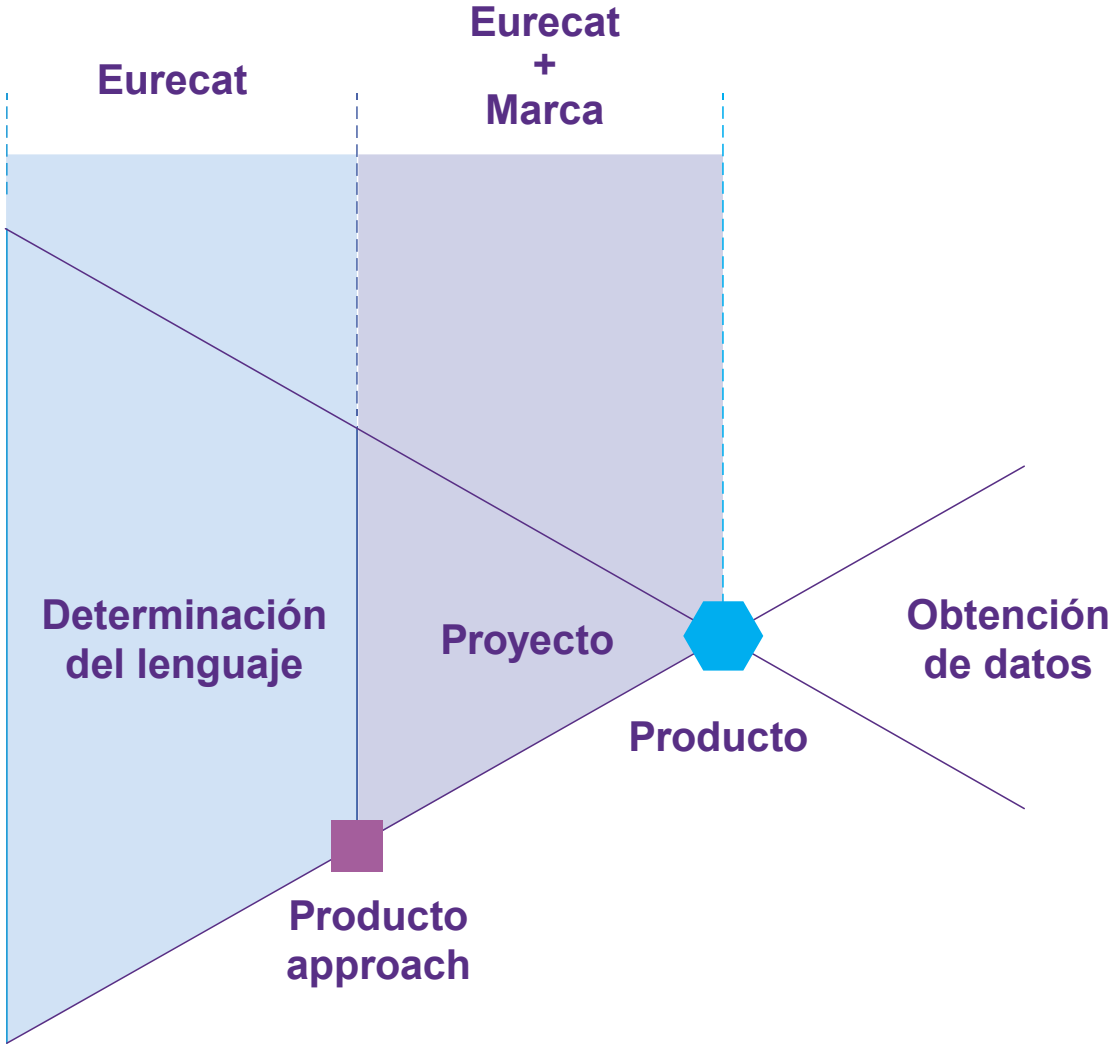 Eurecat
Eurecat
+
Marca
Determinación
del lenguaje
Proyecto
Obtención
de datos
Producto
Producto
approach